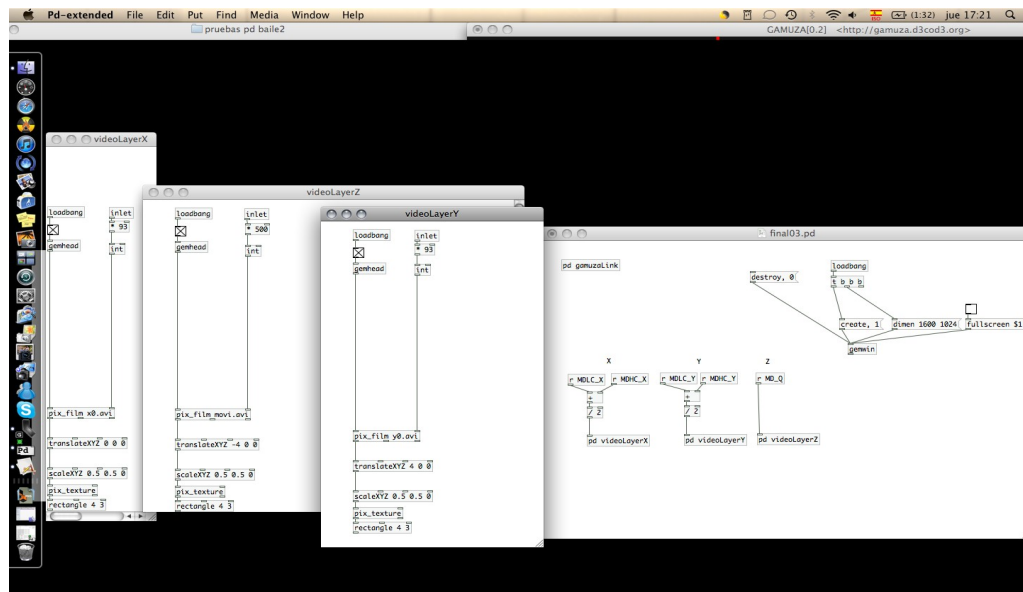 Pd-extended File Edit Put Find Media Window Help
(1:32) jue 17:21
pruebas pd baile2
GAMUZA[0.2] <http://gamuza.d3cod3.org>
videoLayerX
loadbang
inlet
* 93
gemhead
int
pix_film x0.avi
translateXYZ 0 0 0
scaleXYZ 0.5 0.5 0
pix_texture
rectangle 4 3
videoLayerZ
loadbang
inlet
* 500
gemhead
int
pix_film movi.avi
translateXYZ -4 0 0
scaleXYZ 0.5 0.5 0
pix_texture
rectangle 4 3
videoLayerY
loadbang
inlet
* 93
gemhead
int
pix_film y0.avi
translateXYZ 4 0 0
scaleXYZ 0.5 0.5 0
pix_texture
rectangle 4 3
final03.pd
pd gamuzaLink
destroy, 0
loadbang
t b b b
create, 1
dimen 1600 1024
fullscreen $1
gemwin
X
Y
Z
r MDLC_X
r MDHC_X
r MDLC_Y
r MDHC_Y
r MD_Q
+
+
/ 2
/ 2
pd videoLayerX
pd videoLayerY
pd videoLayerZ
Pd